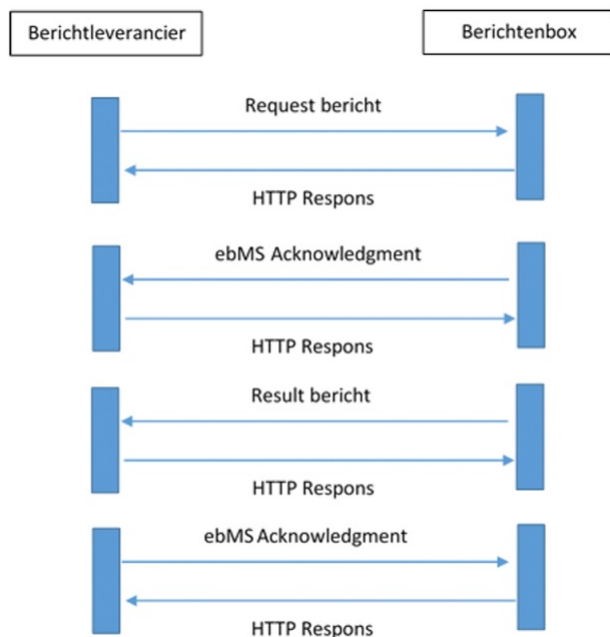 Berichtleverancier
Berichtenbox
Request bericht
HTTP Respons
ebMS Acknowledgment
HTTP Respons
Result bericht
HTTP Respons
ebMS Acknowledgment
HTTP Respons